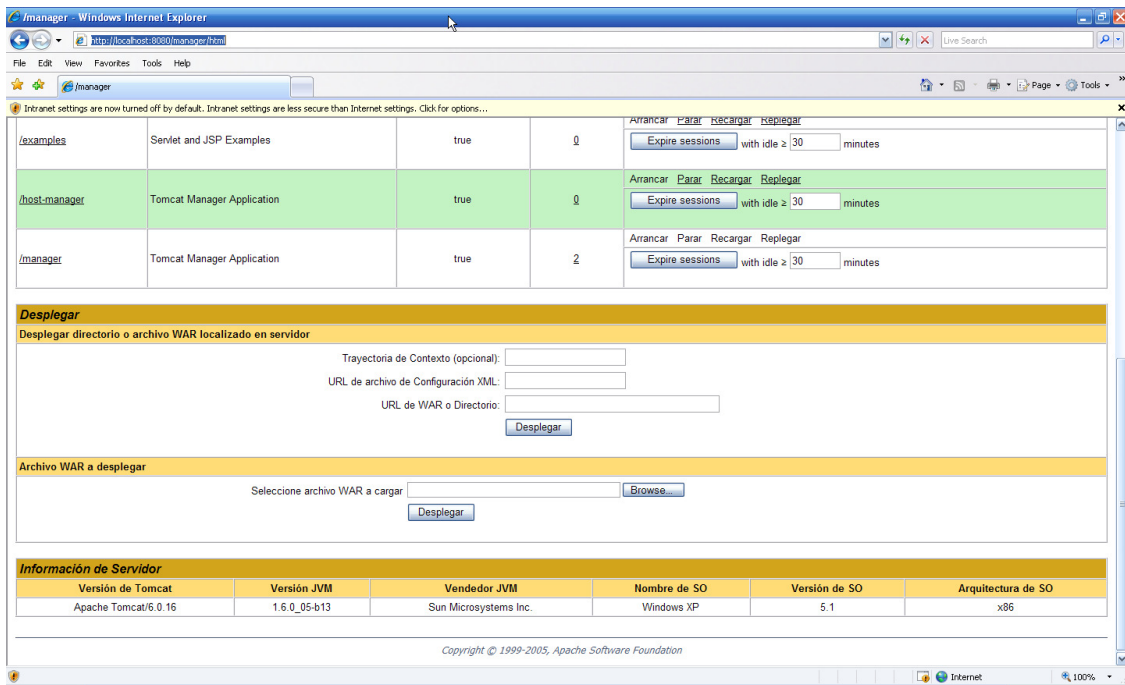 /manager - Windows Internet Explorer
http://localhost:8080/manager/html
Live Search
File Edit View Favorites Tools Help
/manager
Page Tools
Intranet settings are now turned off by default. Intranet settings are less secure than Internet settings. Click for options...
Arrancar Parar Recargar Replegar
/examples Servlet and JSP Examples true 0
Expire sessions with idle ≥ 30 minutes
Arrancar Parar Recargar Replegar
/host-manager Tomcat Manager Application true 0
Expire sessions with idle ≥ 30 minutes
Arrancar Parar Recargar Replegar
/manager Tomcat Manager Application true 2
Expire sessions with idle ≥ 30 minutes
Desplegar
Desplegar directorio o archivo WAR localizado en servidor
Trayectoria de Contexto (opcional):
URL de archivo de Configuración XML:
URL de WAR o Directorio:
Desplegar
Archivo WAR a desplegar
Seleccione archivo WAR a cargar Browse...
Desplegar
Información de Servidor
Versión de Tomcat Versión JVM Vendedor JVM Nombre de SO Versión de SO Arquitectura de SO
Apache Tomcat/6.0.16 1.6.0_05-b13 Sun Microsystems Inc. Windows XP 5.1 x86
Copyright © 1999-2005, Apache Software Foundation
Internet 100%